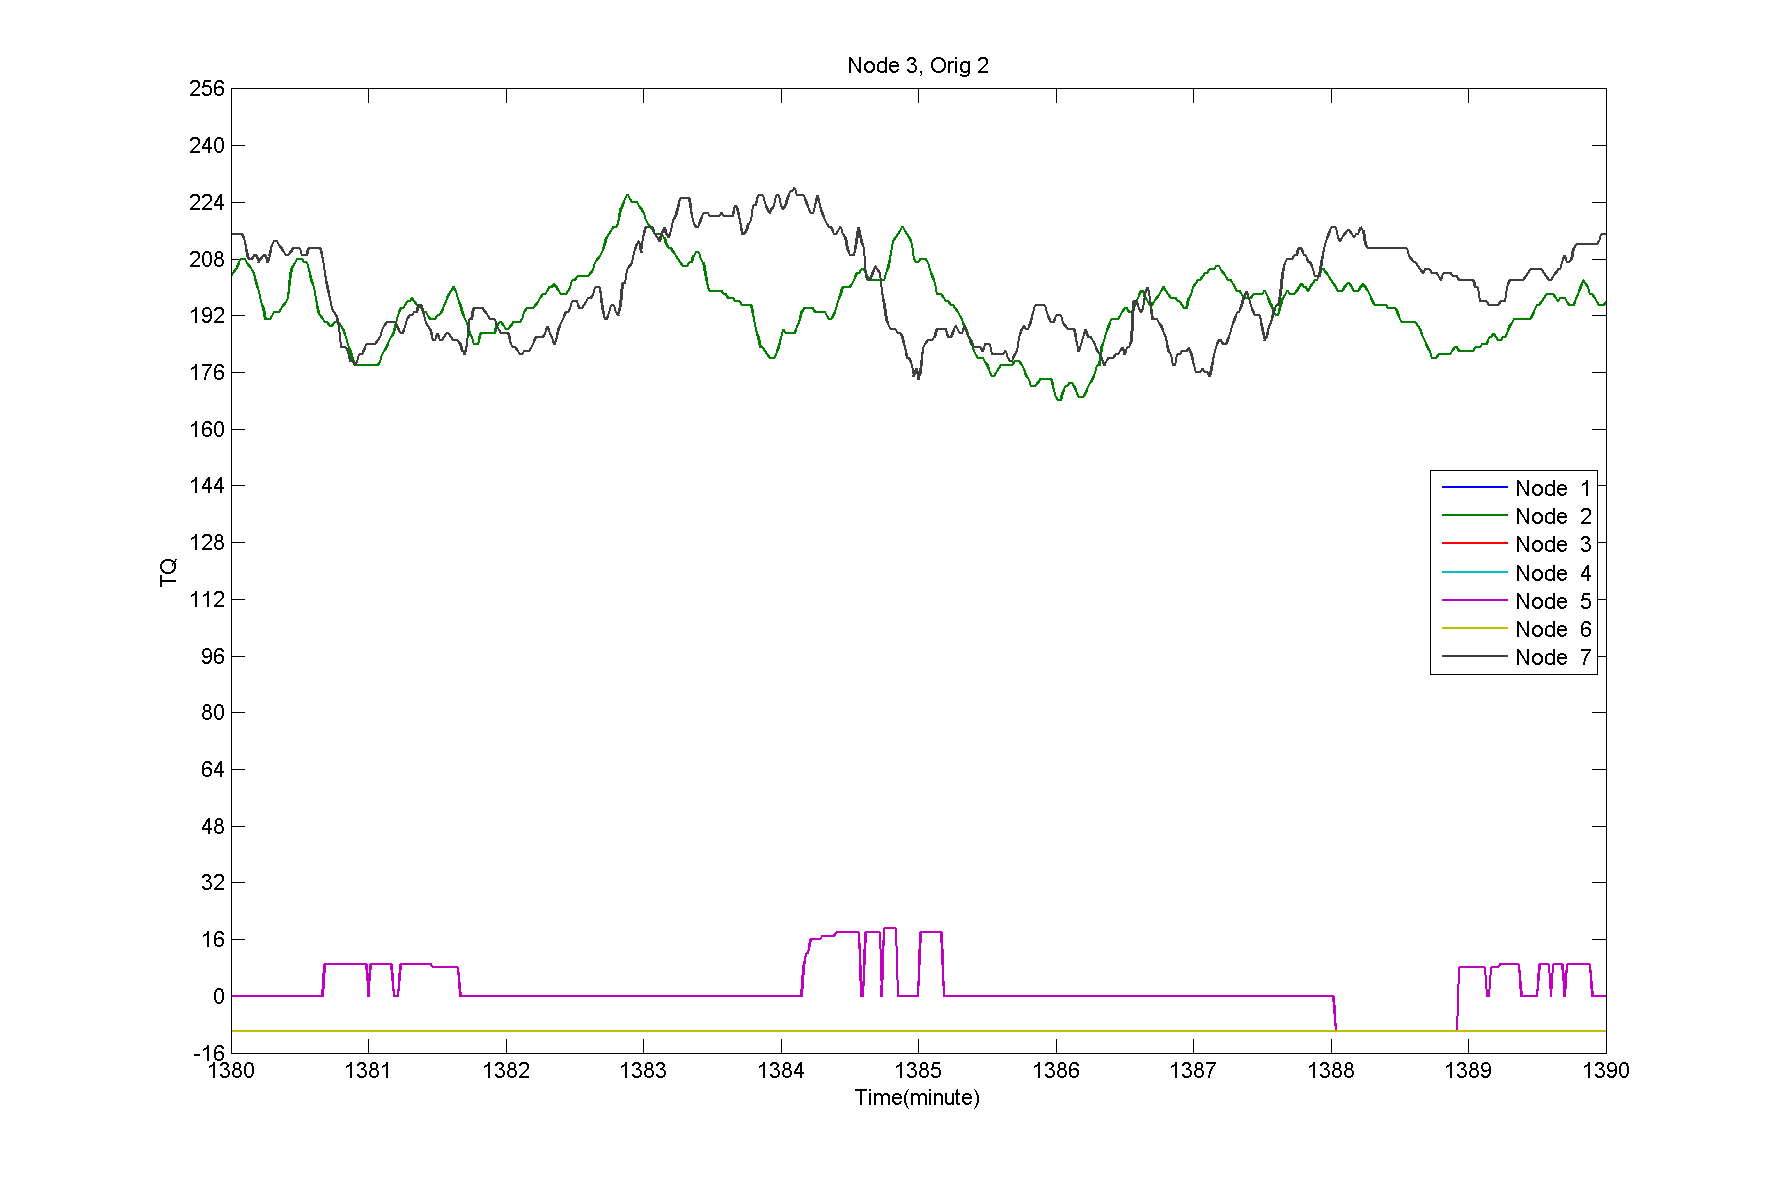 Node 3, Orig 2
256
240
224
208
192
176
160
144
128
112
96
80
64
48
32
16
0
-16
TQ
Node 1
Node 2
Node 3
Node 4
Node 5
Node 6
Node 7
1380 1381 1382 1383 1384 1385 1386 1387 1388 1389 1390
Time(minute)